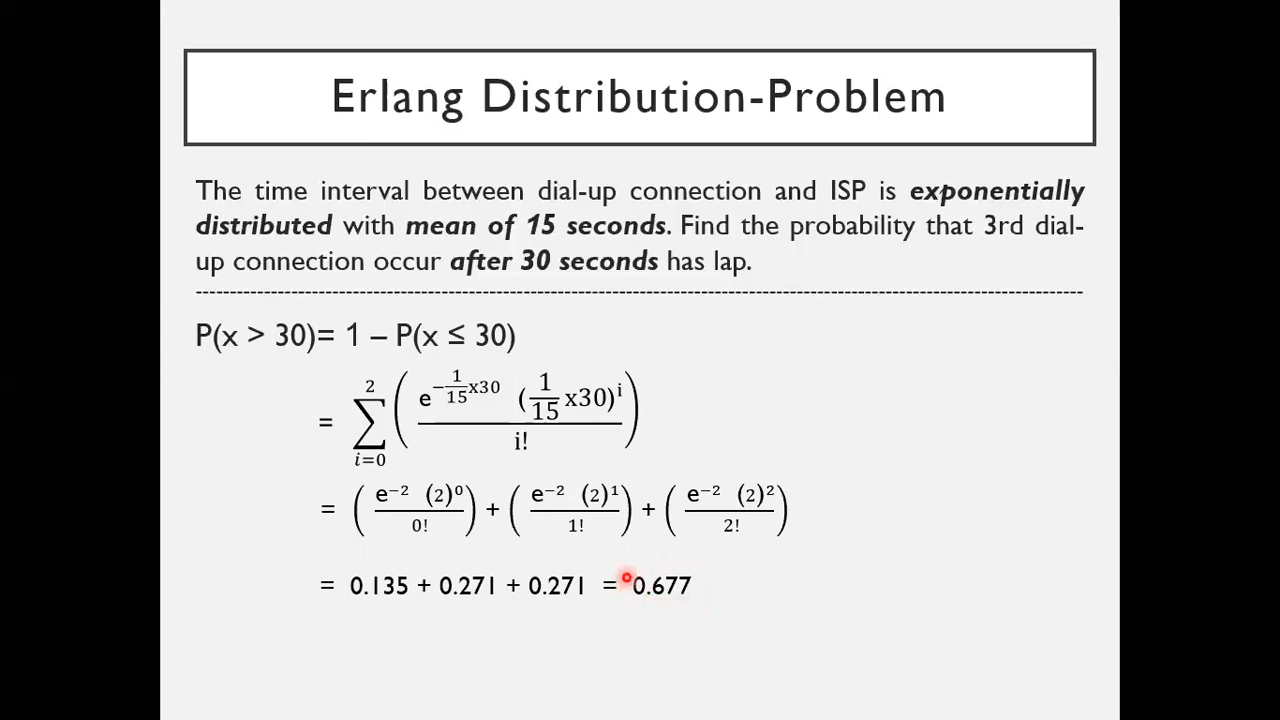 Erlang Distribution-Problem
The time interval between dial-up connection and ISP is exponentially
distributed with mean of 15 seconds. Find the probability that 3rd dial-
up connection occur after 30 seconds has lap.
--------------------------------------------------------------------------------
P(x > 30)= 1 – P(x ≤ 30)
= ∑_{i=0}^{2} ( e^{−\frac{1}{15}x30} (\frac{1}{15}x30)^i / i! )
= ( e^{−2} (2)^0 / 0! ) + ( e^{−2} (2)^1 / 1! ) + ( e^{−2} (2)^2 / 2! )
= 0.135 + 0.271 + 0.271 = 0.677